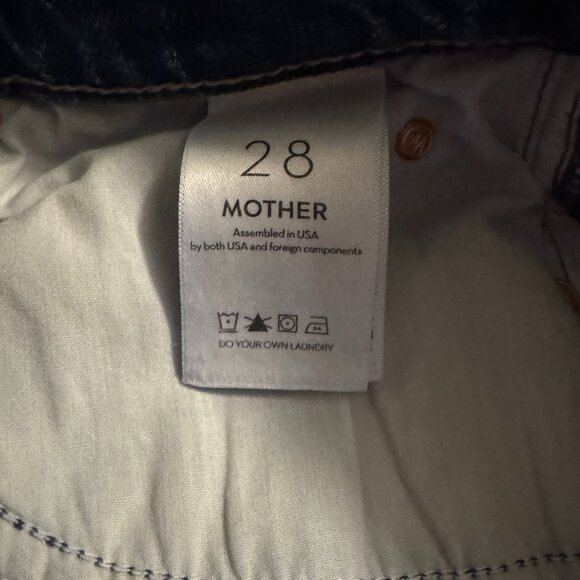 28
MOTHER
Assembled in USA
by both USA and foreign components
DO YOUR OWN LAUNDRY